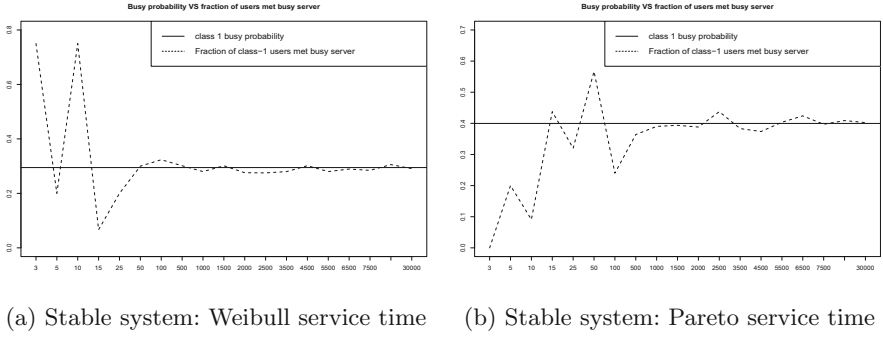 Busy probability VS fraction of users met busy server
class 1 busy probability
Fraction of class−1 users met busy server
0.8
0.6
0.4
0.2
0.0
3 5 10 15 25 50 100 500 1000 1500 2000 2500 3500 4500 5500 6500 7500 30000
(a) Stable system: Weibull service time
Busy probability VS fraction of users met busy server
class 1 busy probability
Fraction of class−1 users met busy server
0.7
0.6
0.5
0.4
0.3
0.2
0.1
0.0
3 5 10 15 25 50 100 500 1000 1500 2000 2500 3500 4500 5500 6500 7500 30000
(b) Stable system: Pareto service time